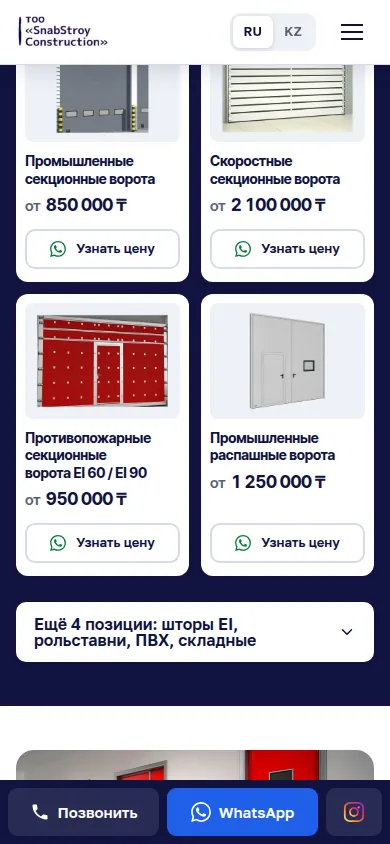 ТОО
«SnabStroy
Construction»
RU
KZ
Промышленные
секционные ворота
от 850 000 ₸
Узнать цену
Скоростные
секционные ворота
от 2 100 000 ₸
Узнать цену
Противопожарные
секционные
ворота EI 60 / EI 90
от 950 000 ₸
Узнать цену
Промышленные
распашные ворота
от 1 250 000 ₸
Узнать цену
Ещё 4 позиции: шторы EI,
рольставни, ПВХ, складные
Позвонить
WhatsApp